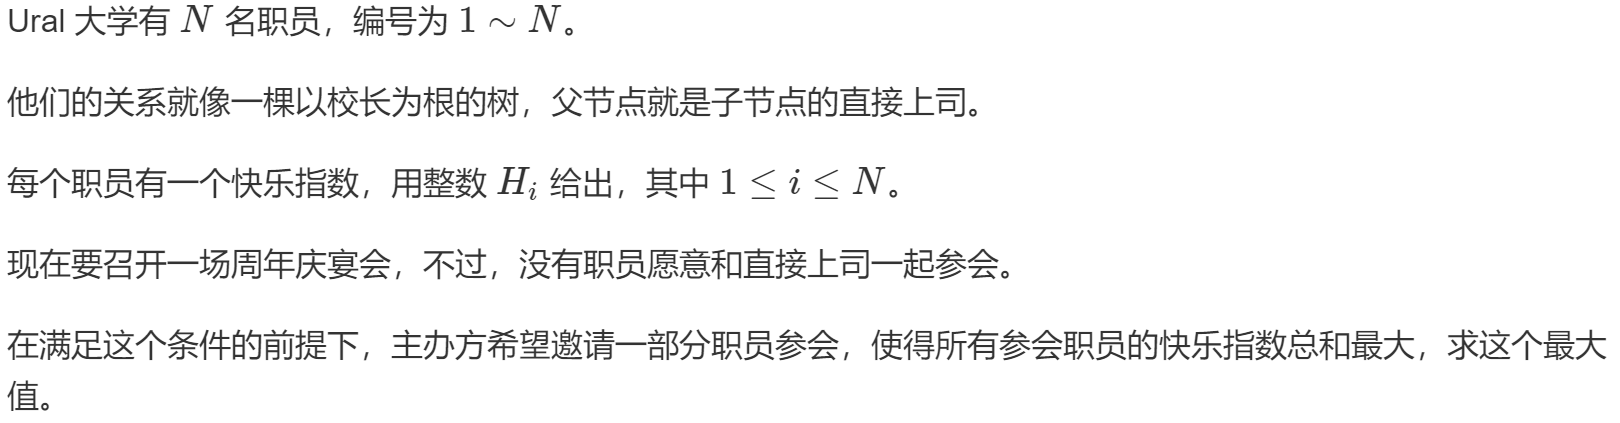 Ural 大学有 N 名职员，编号为 1 ∼ N。
他们的关系就像一棵以校长为根的树，父节点就是子节点的直接上司。
每个职员有一个快乐指数，用整数 H_i 给出，其中 1 ≤ i ≤ N。
现在要召开一场周年庆宴会，不过，没有职员愿意和直接上司一起参会。
在满足这个条件的前提下，主办方希望邀请一部分职员参会，使得所有参会职员的快乐指数总和最大，求这个最大
值。